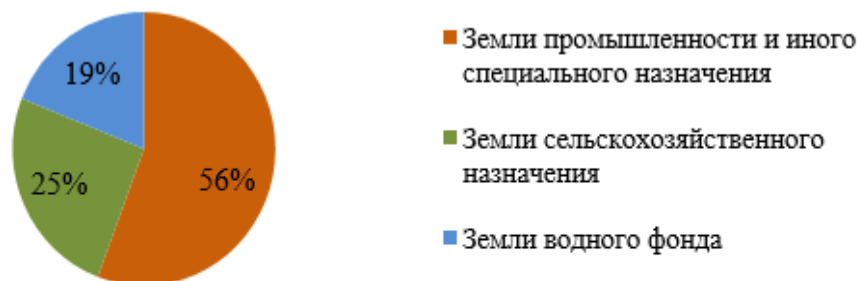 19%
25%
56%
Земли промышленности и иного
специального назначения
Земли сельскохозяйственного
назначения
Земли водного фонда